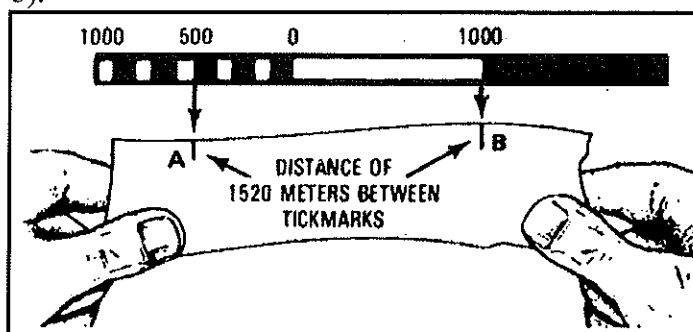 1000 500 0 1000
A B
DISTANCE OF
1520 METERS BETWEEN
TICKMARKS